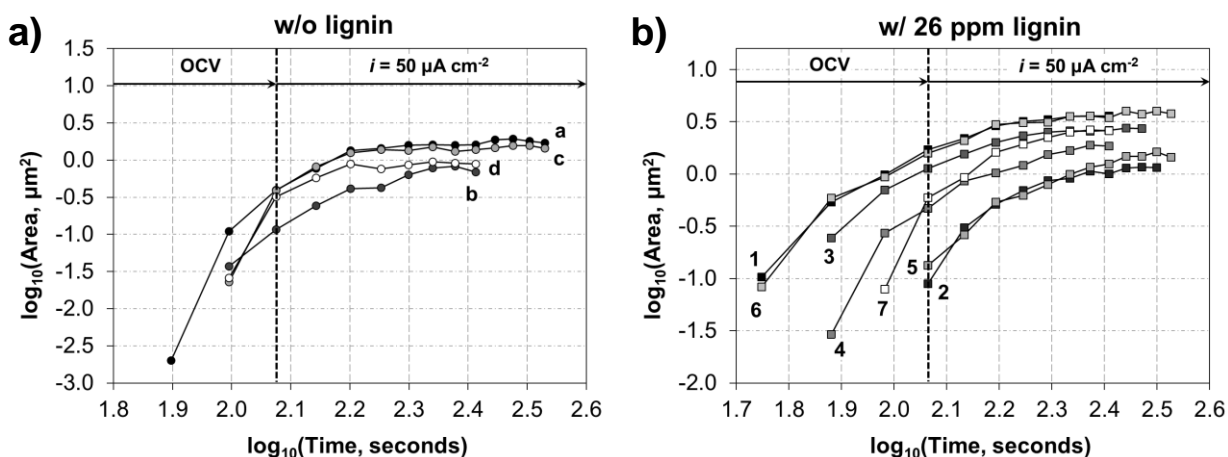 a)
w/o lignin
OCV
i = 50 µA cm-2
log10(Area, µm2)
1.5
1.0
0.5
0.0
-0.5
-1.0
-1.5
-2.0
-2.5
-3.0
a
c
d
b
1.8 1.9 2.0 2.1 2.2 2.3 2.4 2.5 2.6
log10(Time, seconds)
b)
w/ 26 ppm lignin
OCV
i = 50 µA cm-2
log10(Area, µm2)
1.0
0.5
0.0
-0.5
-1.0
-1.5
-2.0
1
6
3
4
7
5
2
1.7 1.8 1.9 2.0 2.1 2.2 2.3 2.4 2.5 2.6
log10(Time, seconds)